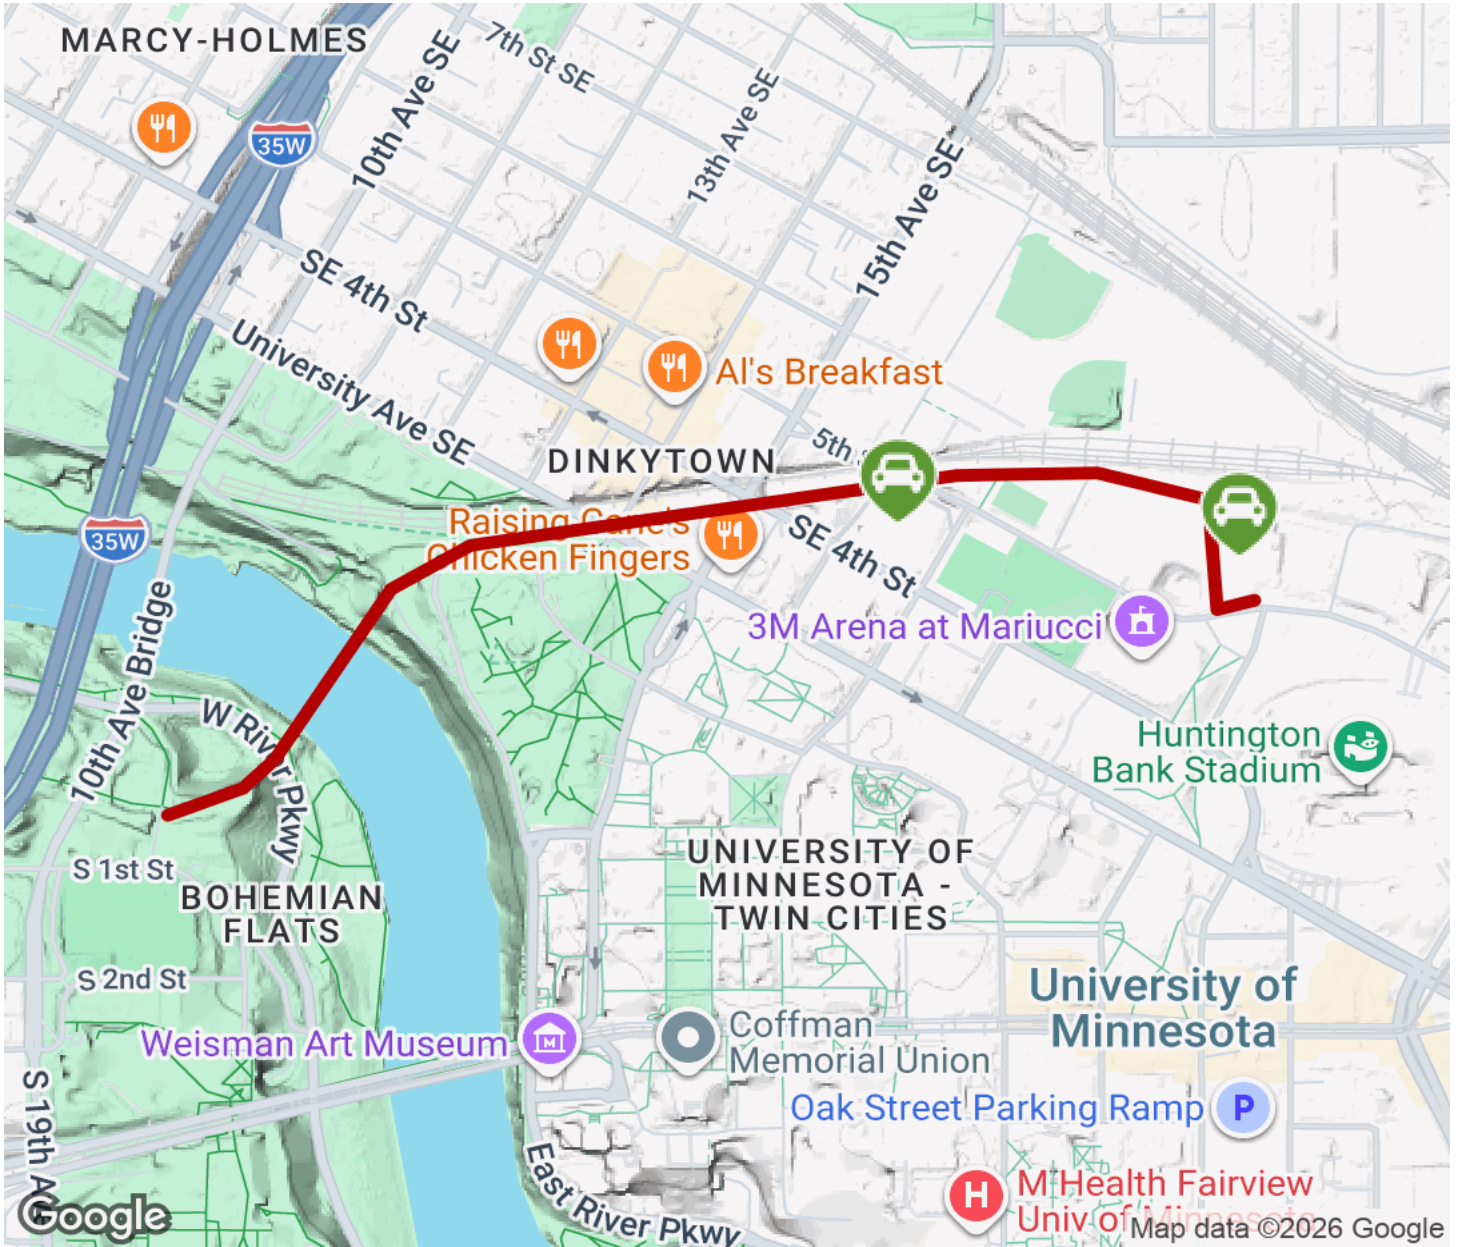 MARCY-HOLMES
7th St SE
10th Ave SE
13th Ave SE
35W
15th Ave SE
SE 4th St
University Ave SE
Al's Breakfast
5th
DINKYTOWN
Raising Cane's
Chicken Fingers
SE 4th St
35W
3M Arena at Mariucci
10th Ave Bridge
W River Pkwy
Huntington
Bank Stadium
S 1st St
BOHEMIAN
FLATS
UNIVERSITY OF
MINNESOTA -
TWIN CITIES
S 2nd St
University of
Minnesota
Weisman Art Museum
M
Coffman
Memorial Union
Oak Street Parking Ramp
P
S 19th
East River Pkwy
H
M Health Fairview
Univ of Minnesota
Google
Map data ©2026 Google